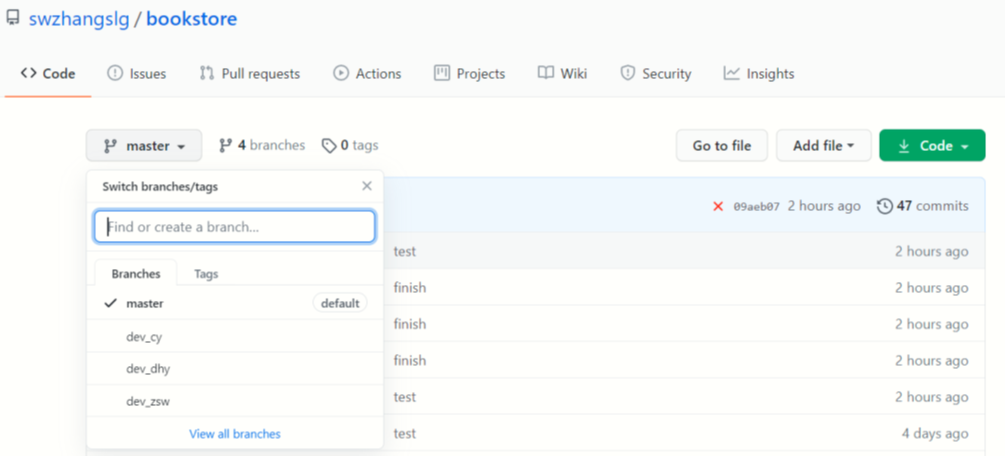 swzhangslg / bookstore
Code Issues Pull requests Actions Projects Wiki Security Insights
master 4 branches 0 tags Go to file Add file Code
Switch branches/tags
09aeb07 2 hours ago 47 commits
Find or create a branch...
test 2 hours ago
Branches Tags
finish 2 hours ago
master default
finish 2 hours ago
dev_cy
finish 2 hours ago
dev_dhy
test 2 hours ago
dev_zsw
View all branches
test 4 days ago